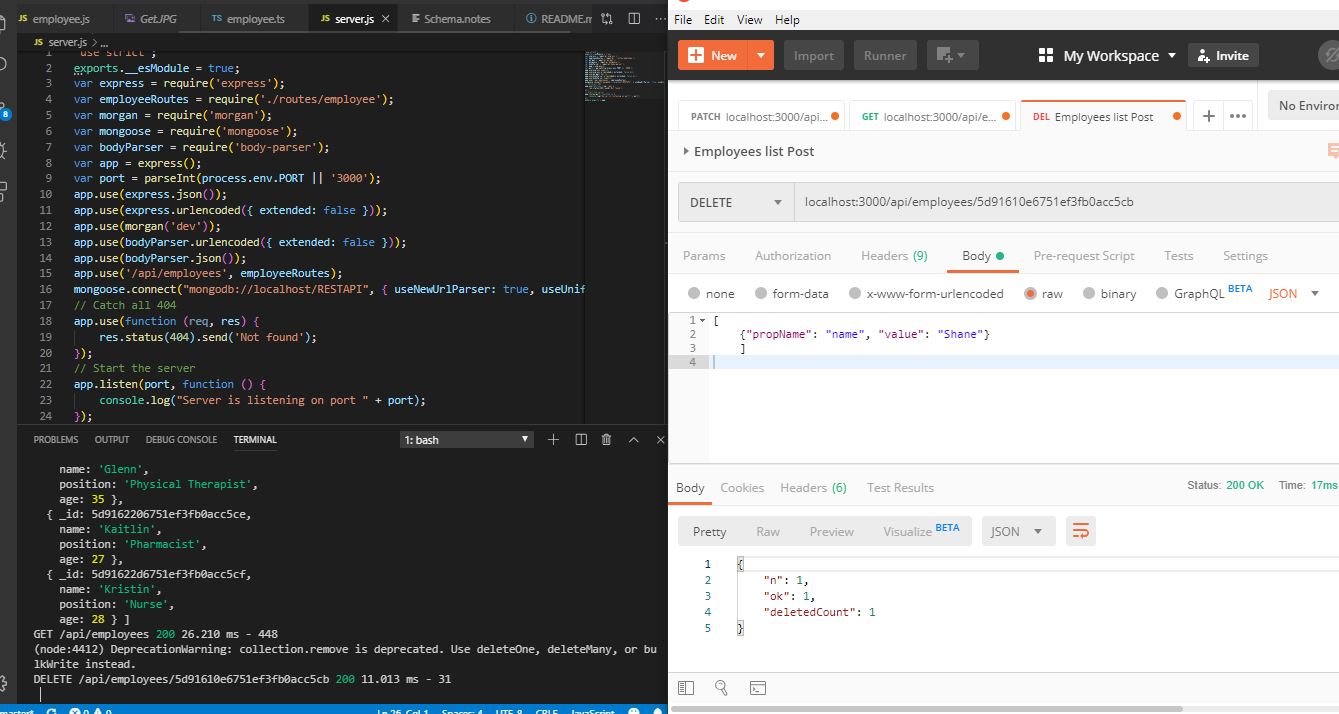 employee.js
GetJPG
TS employee.ts
JS server.js
Schema.notes
README.m
JS server.js > ...
1 'use strict';
2 exports.__esModule = true;
3 var express = require('express');
4 var employeeRoutes = require('./routes/employee');
5 var morgan = require('morgan');
6 var mongoose = require('mongoose');
7 var bodyParser = require('body-parser');
8 var app = express();
9 var port = parseInt(process.env.PORT || '3000');
10 app.use(express.json());
11 app.use(express.urlencoded({ extended: false }));
12 app.use(morgan('dev'));
13 app.use(bodyParser.urlencoded({ extended: false }));
14 app.use(bodyParser.json());
15 app.use('/api/employees', employeeRoutes);
16 mongoose.connect("mongodb://localhost/RESTAPI", { useNewUrlParser: true, useUnif
17 // Catch all 404
18 app.use(function (req, res) {
19 res.status(404).send('Not found');
20 });
21 // Start the server
22 app.listen(port, function () {
23 console.log("Server is listening on port " + port);
24 });
8
PROBLEMS OUTPUT DEBUG CONSOLE TERMINAL
1: bash
name: 'Glenn',
position: 'Physical Therapist',
age: 35 },
{ _id: 5d9162206751ef3fb0acc5ce,
name: 'Kaitlin',
position: 'Pharmacist',
age: 27 },
{ _id: 5d91622d6751ef3fb0acc5cf,
name: 'Kristin',
position: 'Nurse',
age: 28 } ]
GET /api/employees 200 26.210 ms - 448
(node:4412) DeprecationWarning: collection.remove is deprecated. Use deleteOne, deleteMany, or bu
lkWrite instead.
DELETE /api/employees/5d91610e6751ef3fb0acc5cb 200 11.013 ms - 31
master* 0 0 Ln 26, Col 1 Spaces: 4 UTF-8 CRLF JavaScript
File Edit View Help
New Import Runner My Workspace Invite
PATCH localhost:3000/api...
GET localhost:3000/api/e...
DEL Employees list Post
No Environ
Employees list Post
DELETE localhost:3000/api/employees/5d91610e6751ef3fb0acc5cb
Params Authorization Headers (9) Body Pre-request Script Tests Settings
none form-data x-www-form-urlencoded raw binary GraphQL BETA JSON
1 [
2 {"propName": "name", "value": "Shane"}
3 ]
4
Body Cookies Headers (6) Test Results Status: 200 OK Time: 17ms
Pretty Raw Preview Visualize BETA JSON
1 {
2 "n": 1,
3 "ok": 1,
4 "deletedCount": 1
5 }